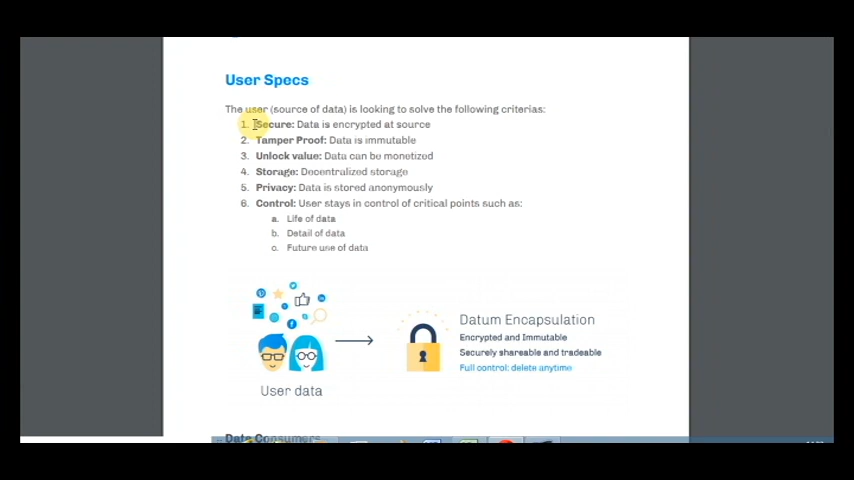 User Specs
The user (source of data) is looking to solve the following criterias:
1. Secure: Data is encrypted at source
2. Tamper Proof: Data is immutable
3. Unlock value: Data can be monetized
4. Storage: Decentralized storage
5. Privacy: Data is stored anonymously
6. Control: User stays in control of critical points such as:
a. Life of data
b. Detail of data
c. Future use of data
Datum Encapsulation
Encrypted and Immutable
Securely shareable and tradeable
Full control: delete anytime
User data
Data Consumers